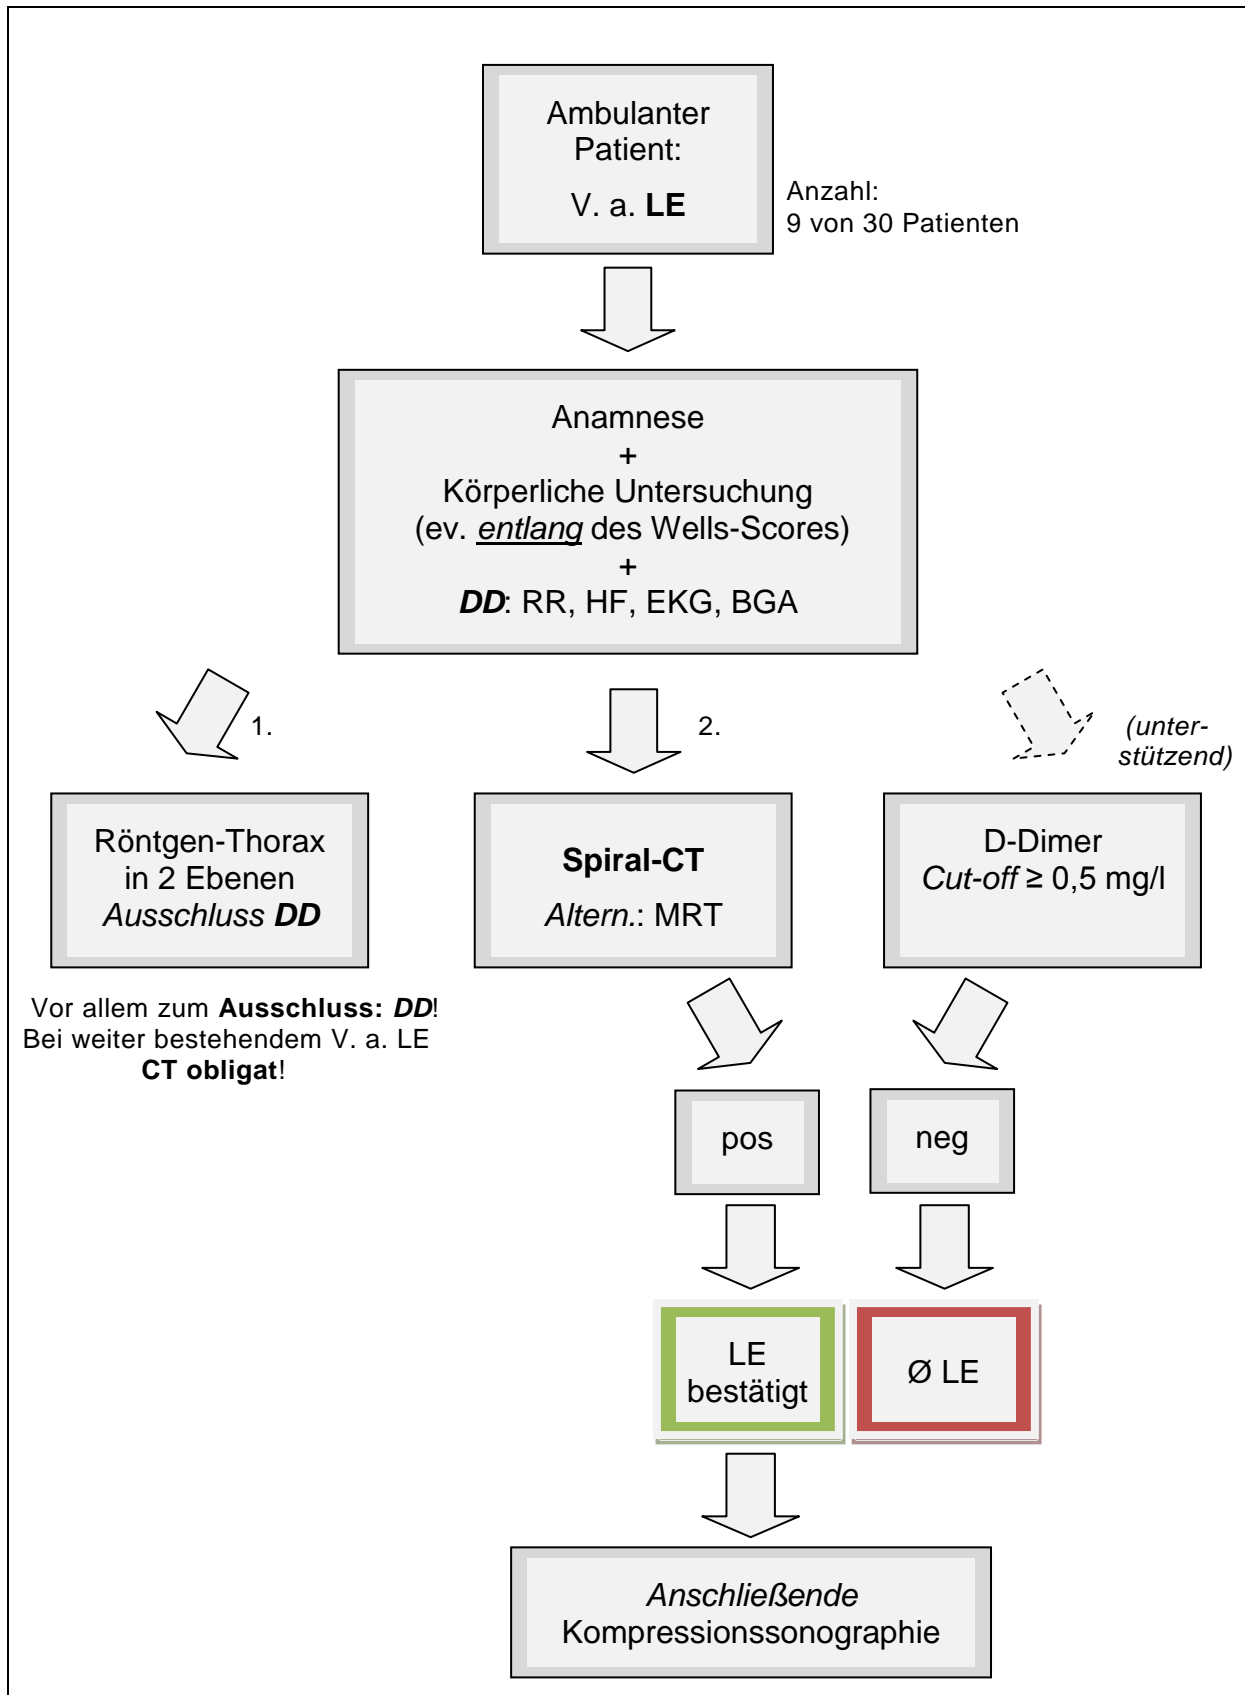 Ambulanter
Patient:
V. a. LE
Anzahl:
9 von 30 Patienten
Anamnese
+
Körperliche Untersuchung
(ev. entlang des Wells-Scores)
+
DD: RR, HF, EKG, BGA
1.
2.
(unter-
stützend)
Röntgen-Thorax
in 2 Ebenen
Ausschluss DD
Spiral-CT
Altern.: MRT
D-Dimer
Cut-off ≥ 0,5 mg/l
Vor allem zum Ausschluss: DD!
Bei weiter bestehendem V. a. LE
CT obligat!
pos
neg
LE
bestätigt
Ø LE
Anschließende
Kompressionssonographie